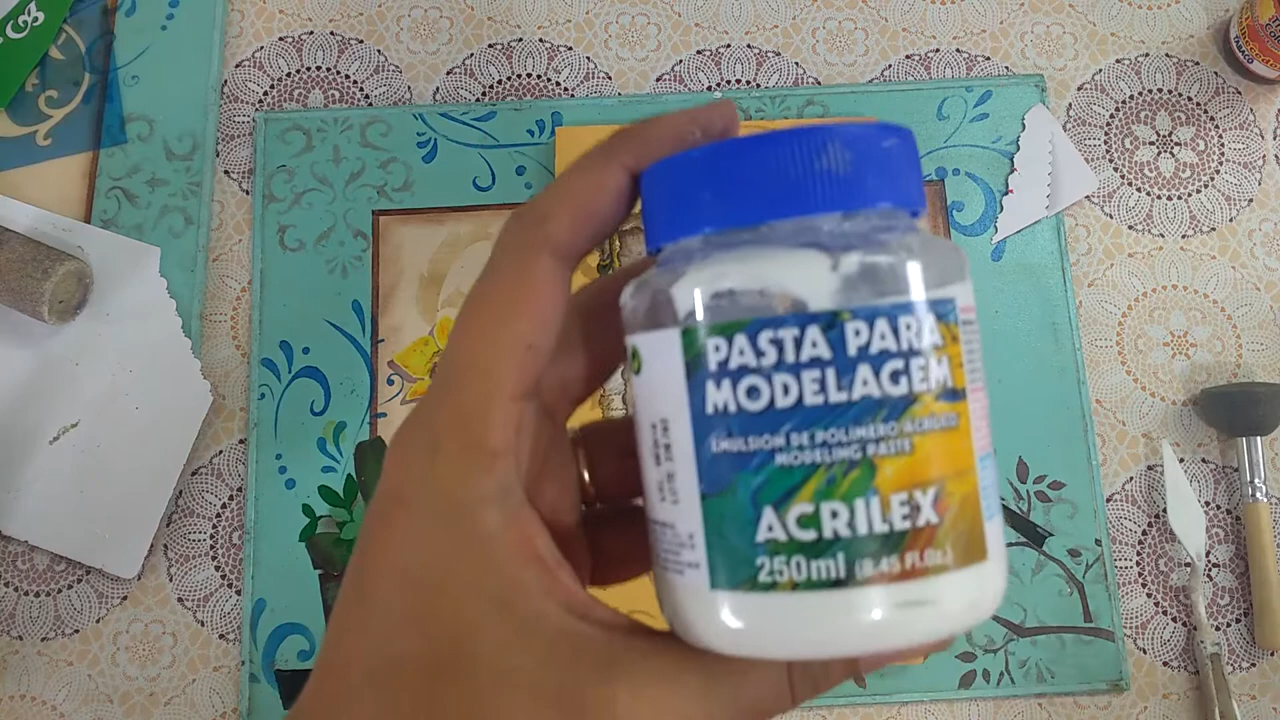 PASTA PARA
MODELAGEM
EMULSION DE POLIMERO ACRILICO
MODELING PASTE
ACRILEX
250ml (8.45 Fl.Oz.)